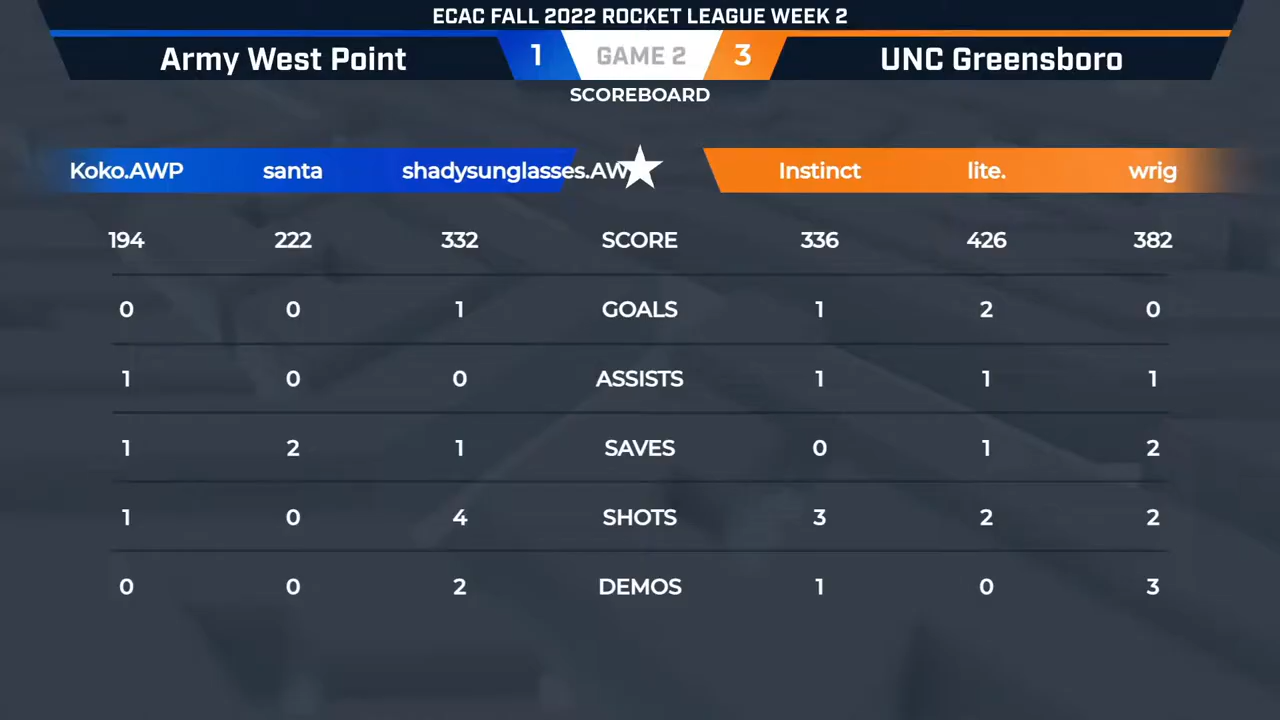 ECAC FALL 2022 ROCKET LEAGUE WEEK 2
Army West Point 1 GAME 2 3 UNC Greensboro
SCOREBOARD
Koko.AWP santa shadysunglasses.AW Instinct lite. wrig
194 222 332 SCORE 336 426 382
0 0 1 GOALS 1 2 0
1 0 0 ASSISTS 1 1 1
1 2 1 SAVES 0 1 2
1 0 4 SHOTS 3 2 2
0 0 2 DEMOS 1 0 3